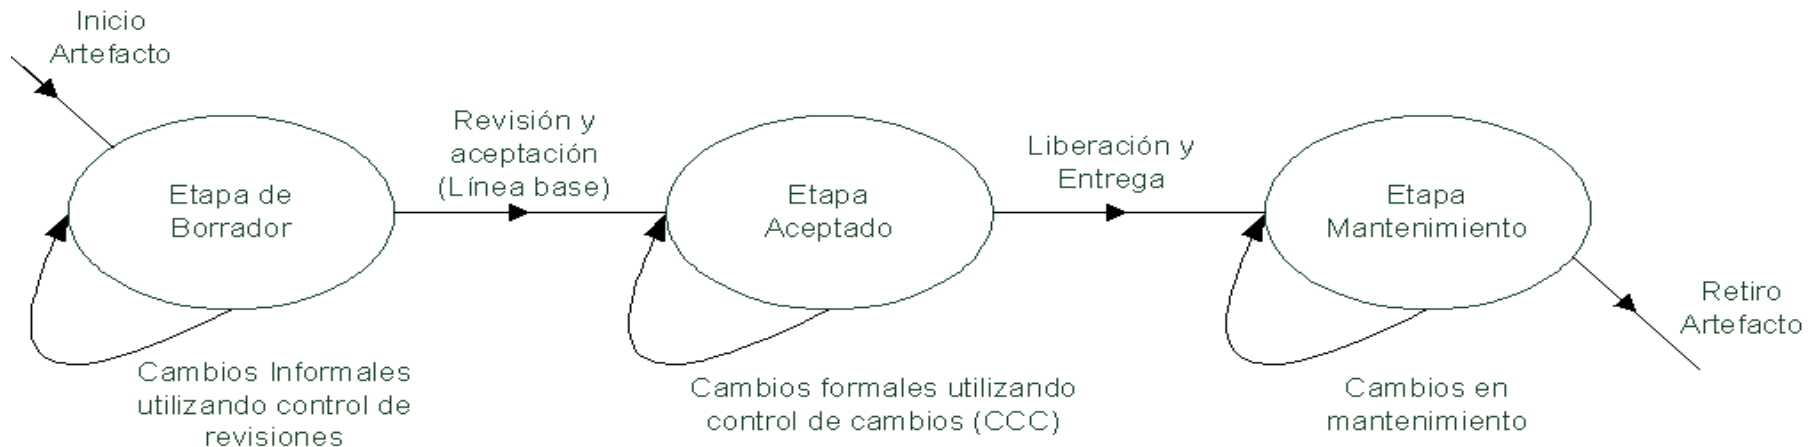 Inicio
Artefacto
Etapa de
Borrador
Cambios Informales
utilizando control de
revisiones
Revisión y
aceptación
(Línea base)
Etapa
Aceptado
Cambios formales utilizando
control de cambios (CCC)
Liberación y
Entrega
Etapa
Mantenimiento
Cambios en
mantenimiento
Retiro
Artefacto